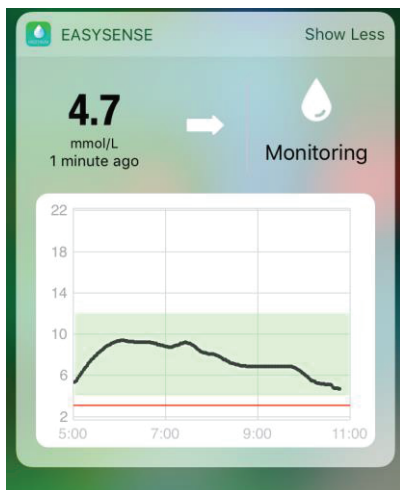 EASYSENSE Show Less
4.7
mmol/L
1 minute ago
Monitoring
22
18
14
10
6
2
5:00 7:00 9:00 11:00